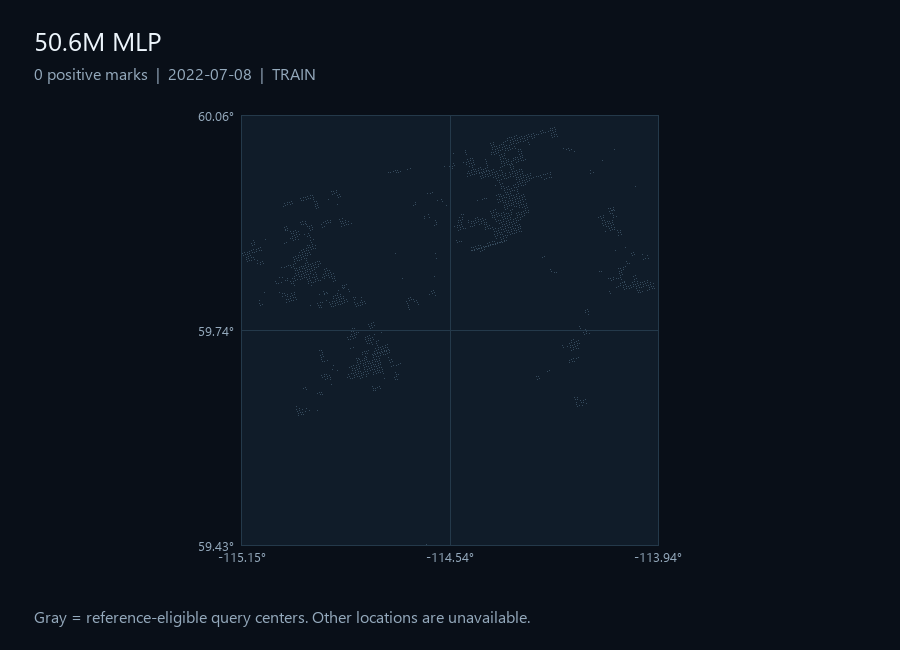 50.6M MLP
0 positive marks | 2022-07-08 | TRAIN
60.06°
59.74°
59.43°
-115.15°
-114.54°
-113.94°
Gray = reference-eligible query centers. Other locations are unavailable.